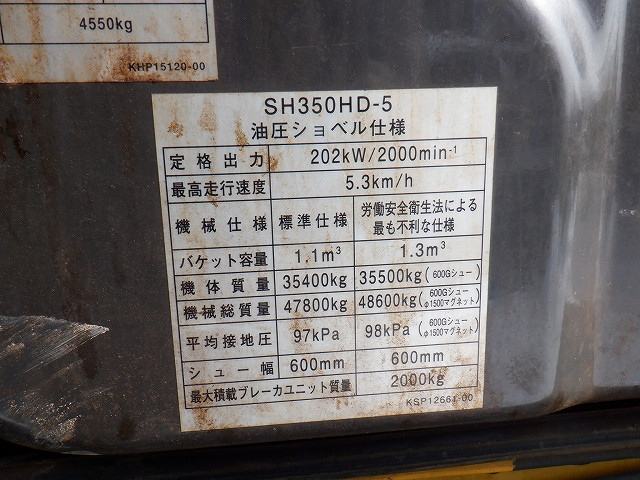 4550kg
KHP15120-00
SH350HD-5
油圧ショベル仕様
定格出力 202kW/2000min-1
最高走行速度 5.3km/h
機械仕様 標準仕様 労働安全衛生法による
最も不利な仕様
バケット容量 1.1m3 1.3m3
機体質量 35400kg 35500kg(600Gシュー)
機械総質量 47800kg 48600kg(600Gシュー
φ1500マグネット)
平均接地圧 97kPa 98kPa(600Gシュー
φ1500マグネット)
シュー幅 600mm 600mm
最大積載ブレーカユニット質量 2000kg
KSP12661-00